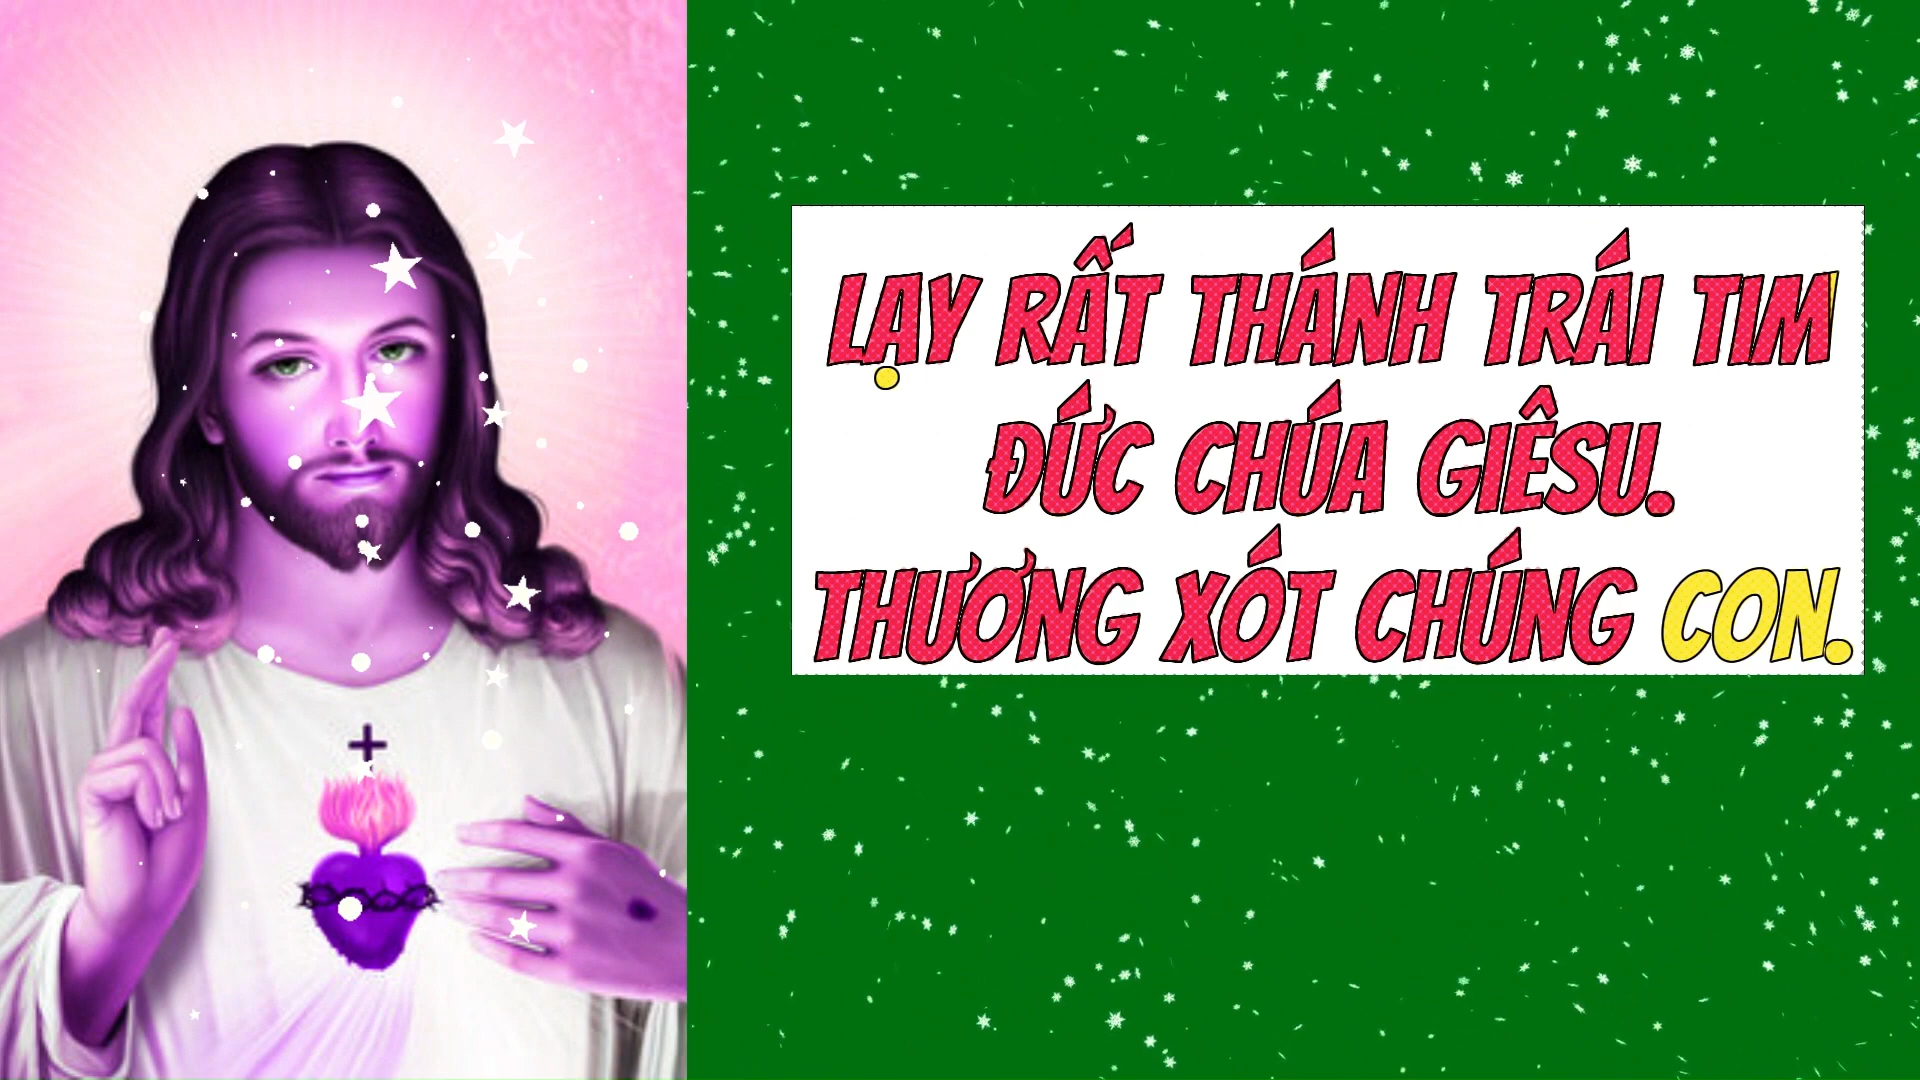 LẠY RẤT THÁNH TRÁI TIM
ĐỨC CHÚA GIÊSU.
THƯƠNG XÓT CHÚNG CON.